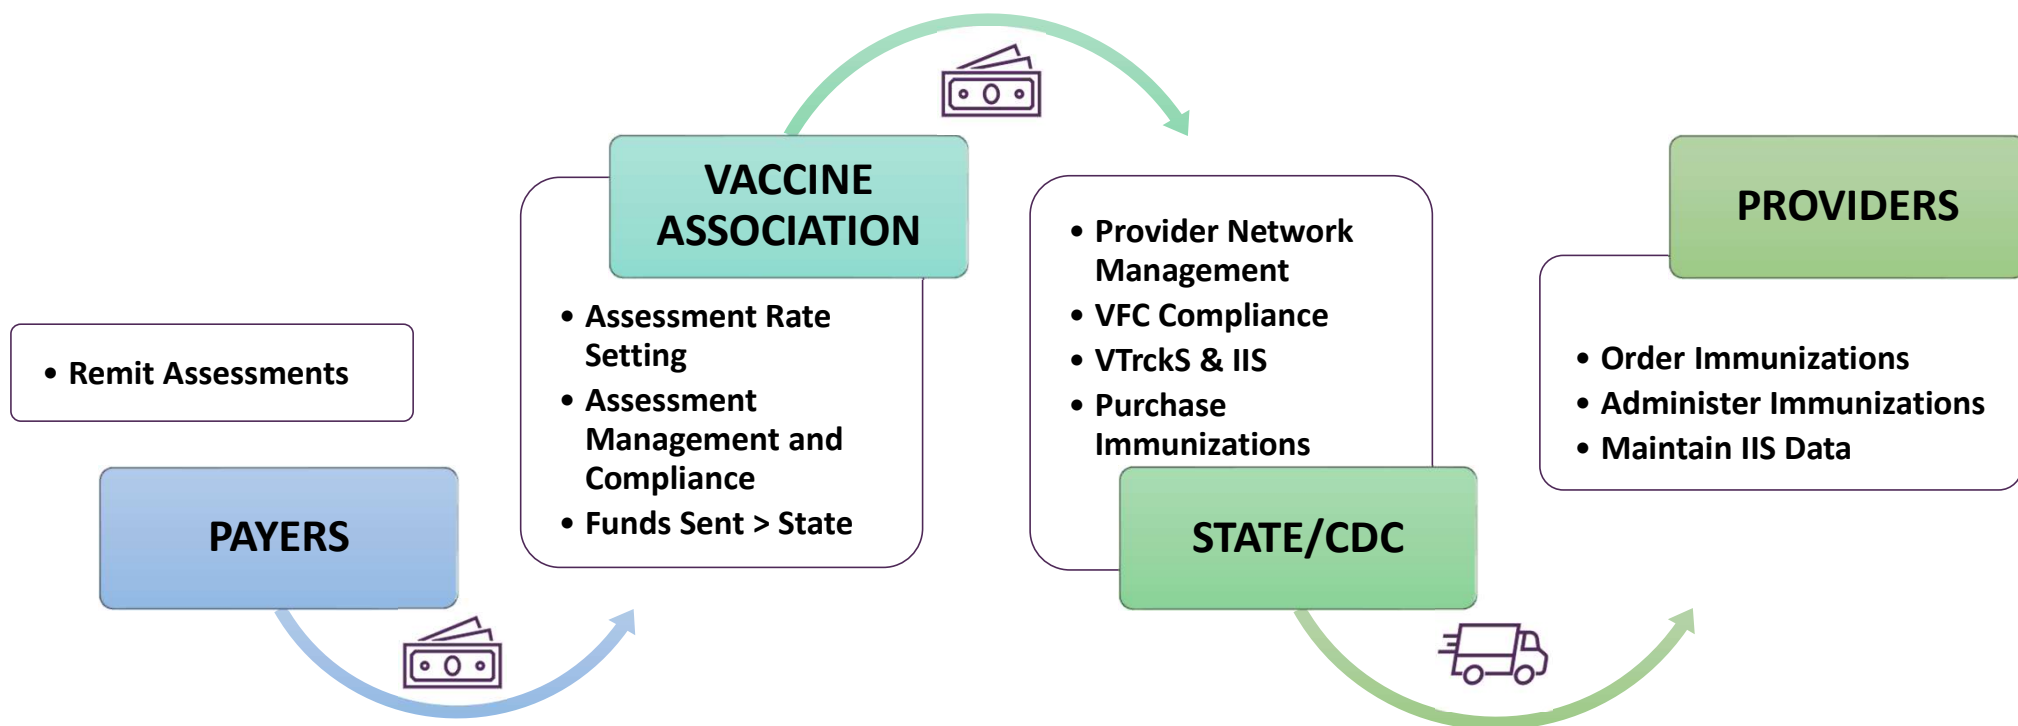 • Remit Assessments
PAYERS
VACCINE
ASSOCIATION
• Assessment Rate
Setting
• Assessment
Management and
Compliance
• Funds Sent > State
• Provider Network
Management
• VFC Compliance
• VTrckS & IIS
• Purchase
Immunizations
STATE/CDC
PROVIDERS
• Order Immunizations
• Administer Immunizations
• Maintain IIS Data